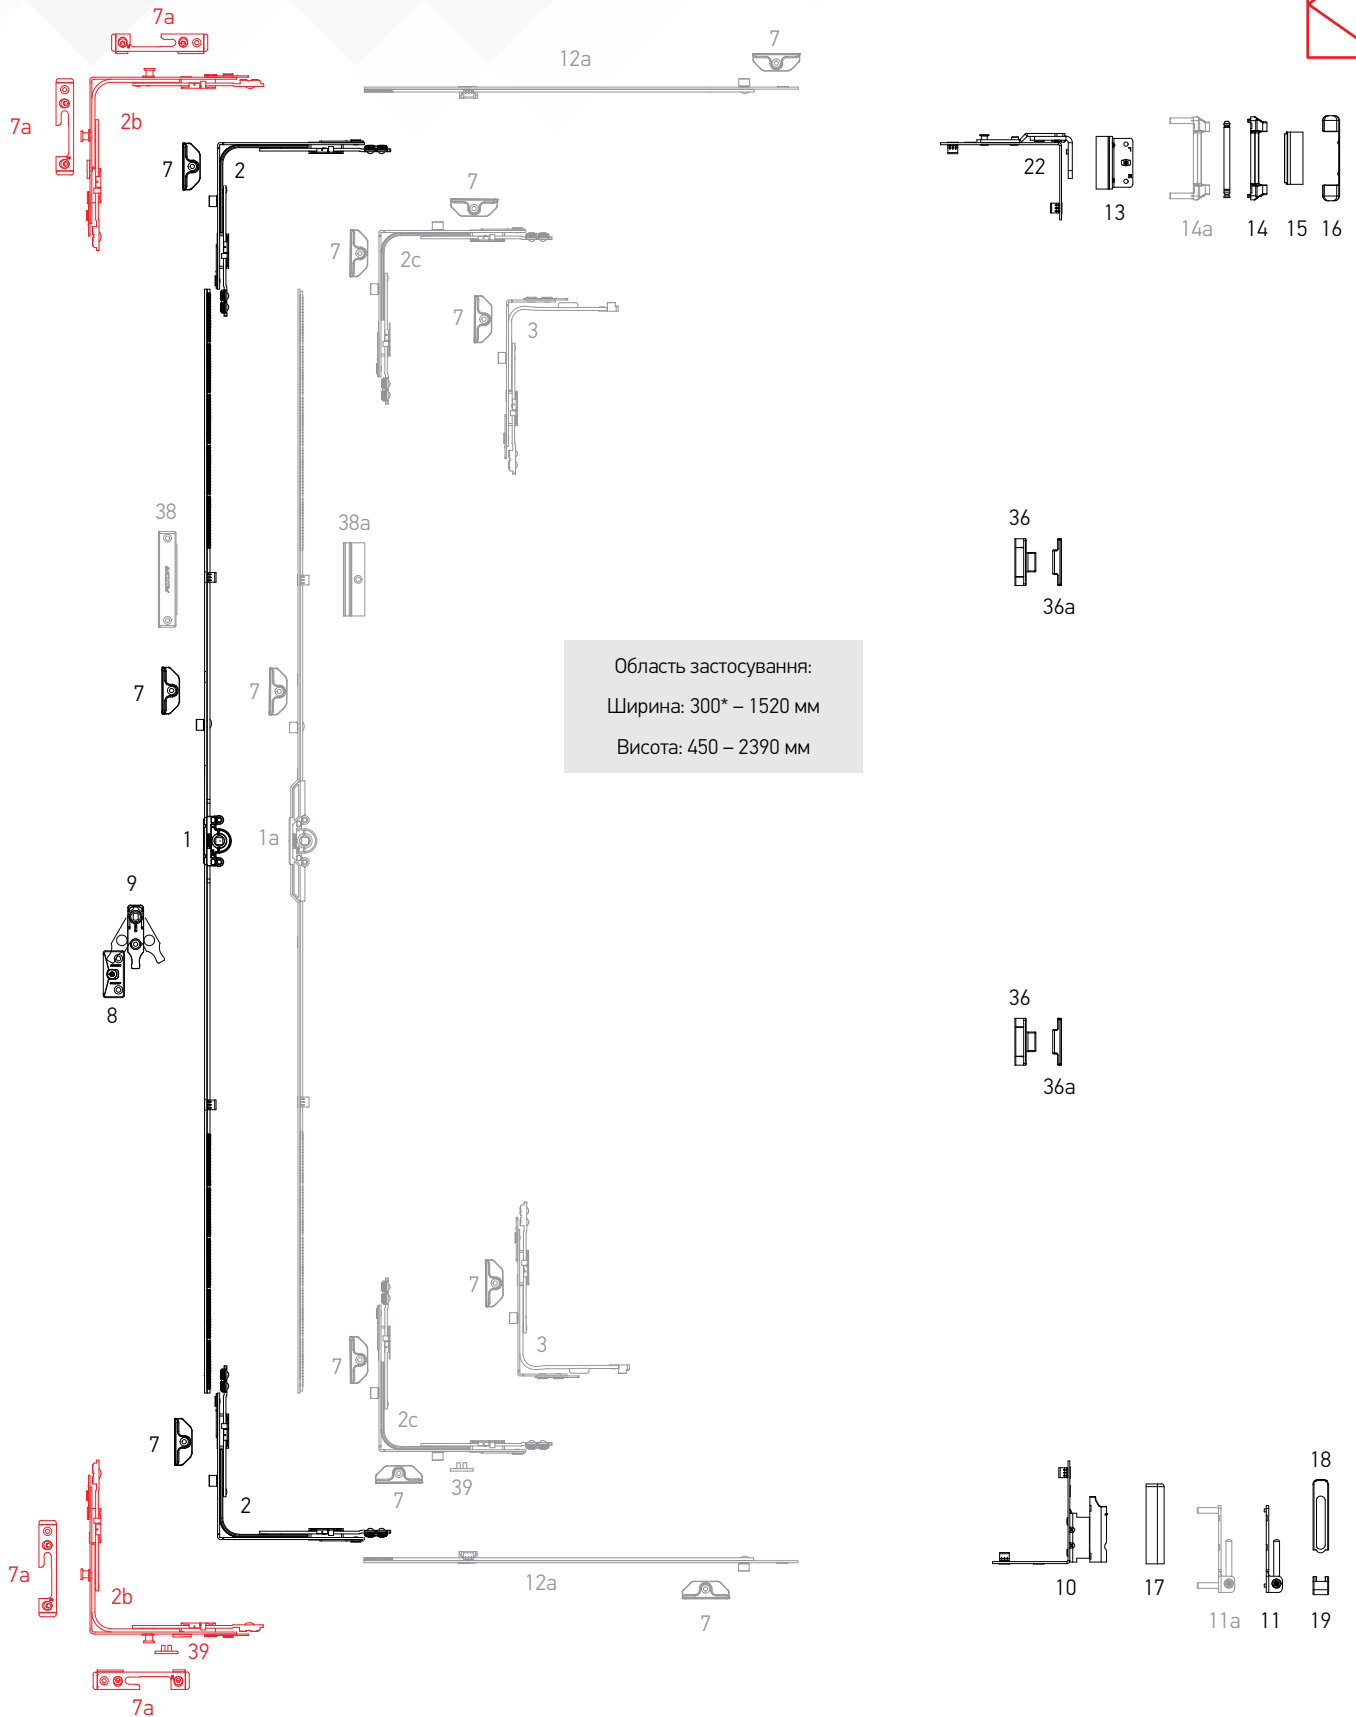 7a
7
12a
7a
2b
7
2
22
13
14a
14
15
16
7
7
2c
7
3
38
38a
36
36a
7
7
Область застосування:
Ширина: 300* – 1520 мм
Висота: 450 – 2390 мм
1
1a
9
8
36
36a
7
3
7
2c
7
2
7
39
18
7a
2b
12a
7
10
17
11a
11
19
39
7a